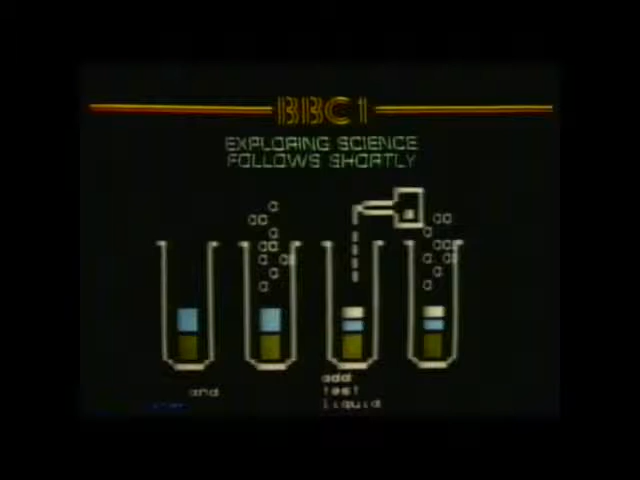 BBC1
EXPLORING SCIENCE
FOLLOWS SHORTLY
and
add
test
liquid